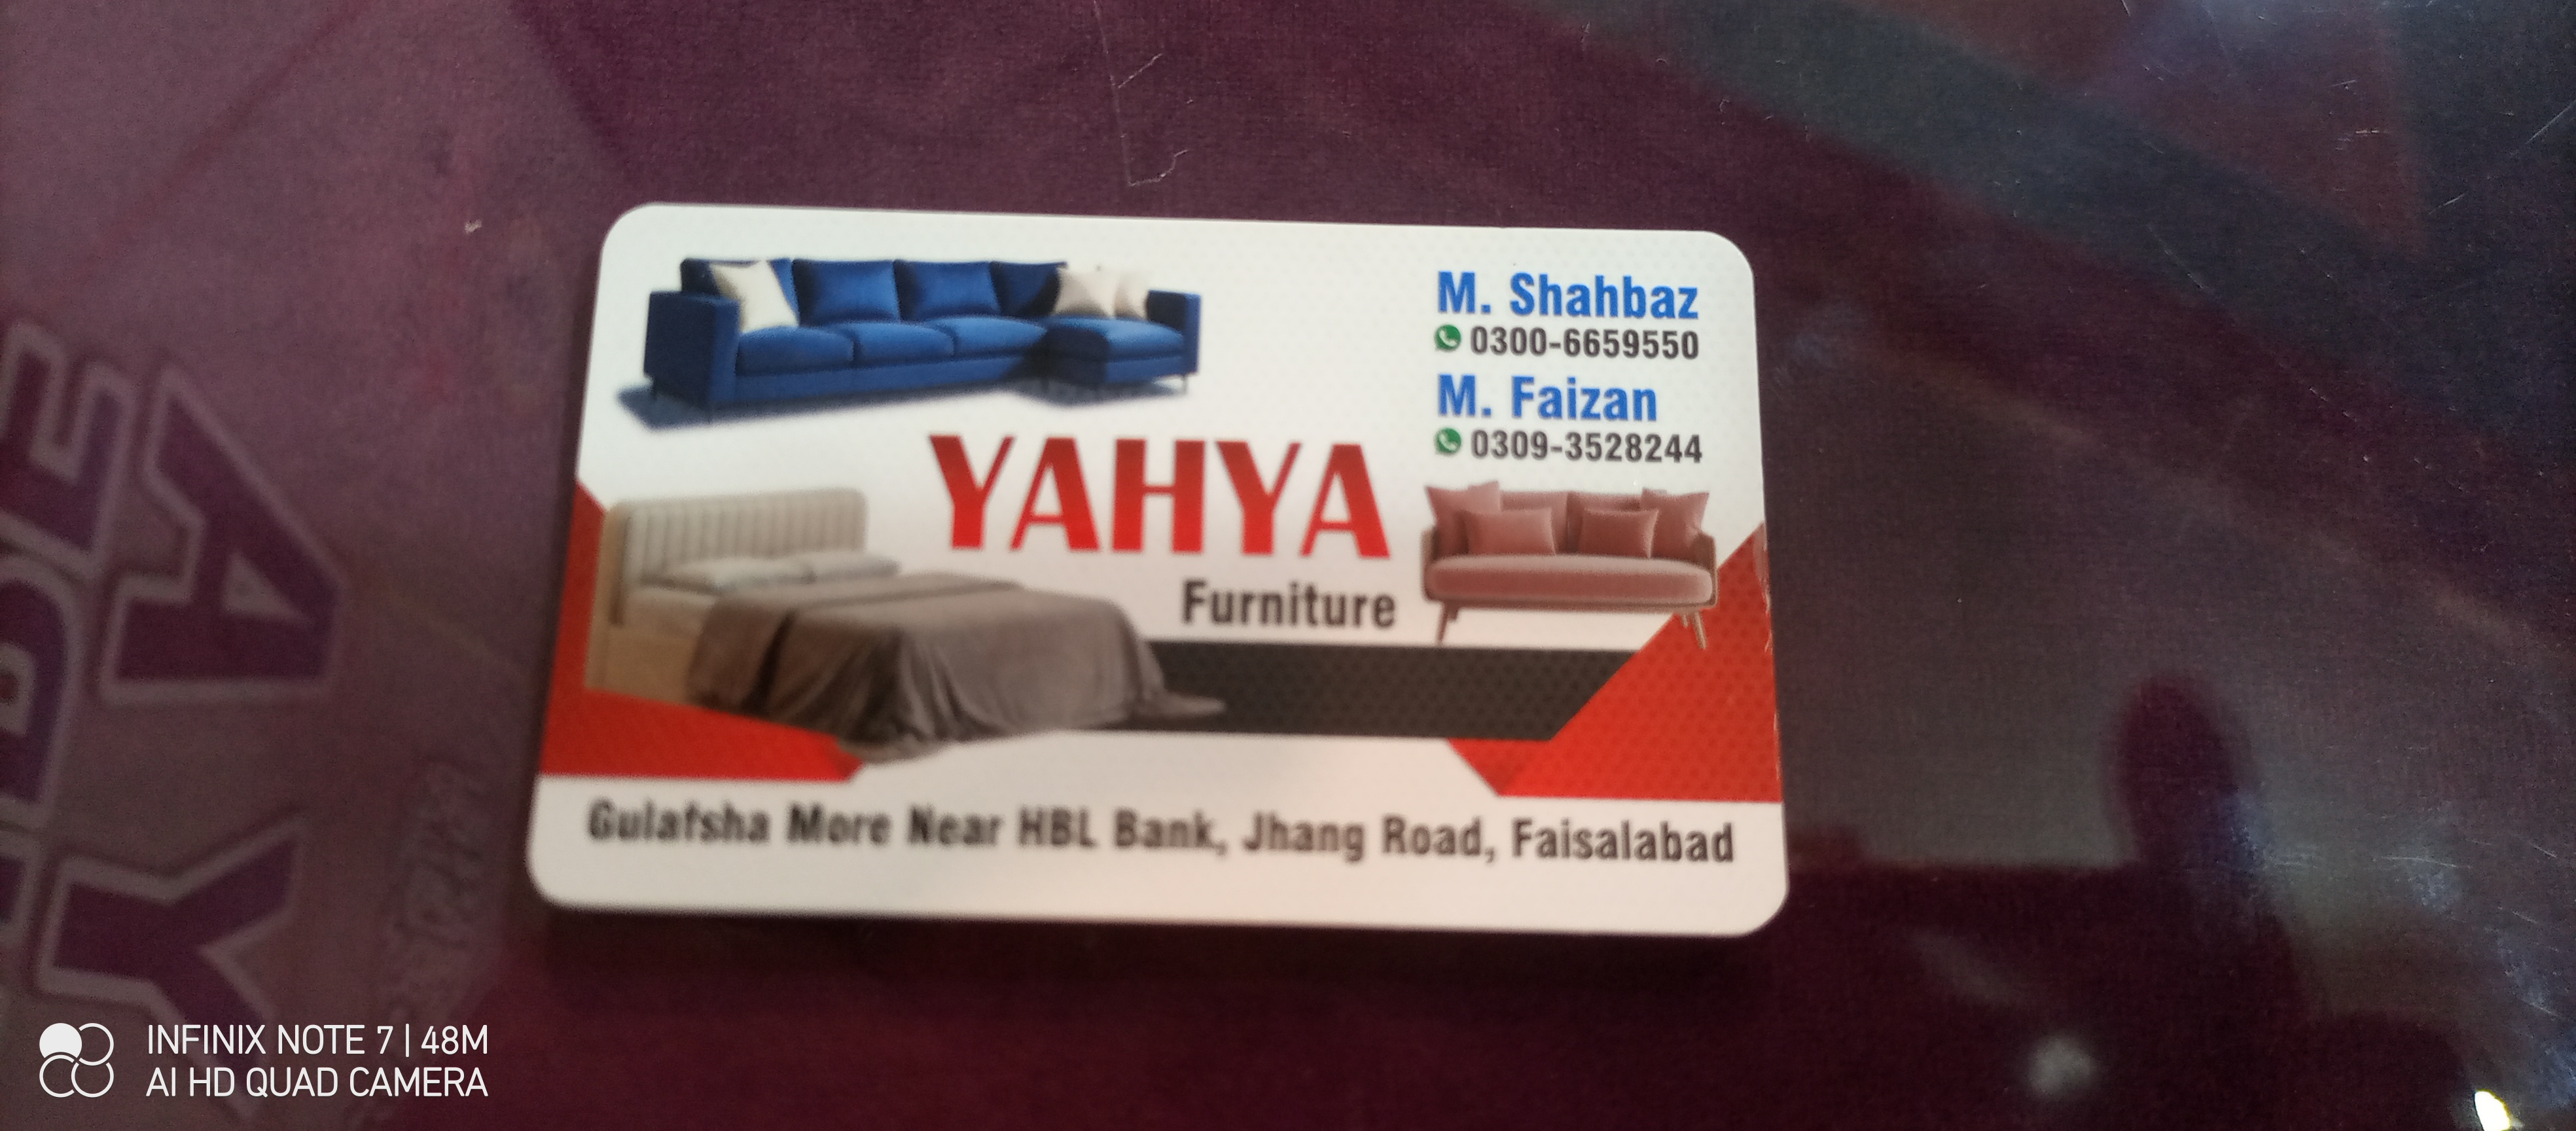 M. Shahbaz
0300-6659550
M. Faizan
0309-3528244
YAHYA
Furniture
Gulafsha More Near HBL Bank, Jhang Road, Faisalabad
INFINIX NOTE 7 | 48M
AI HD QUAD CAMERA